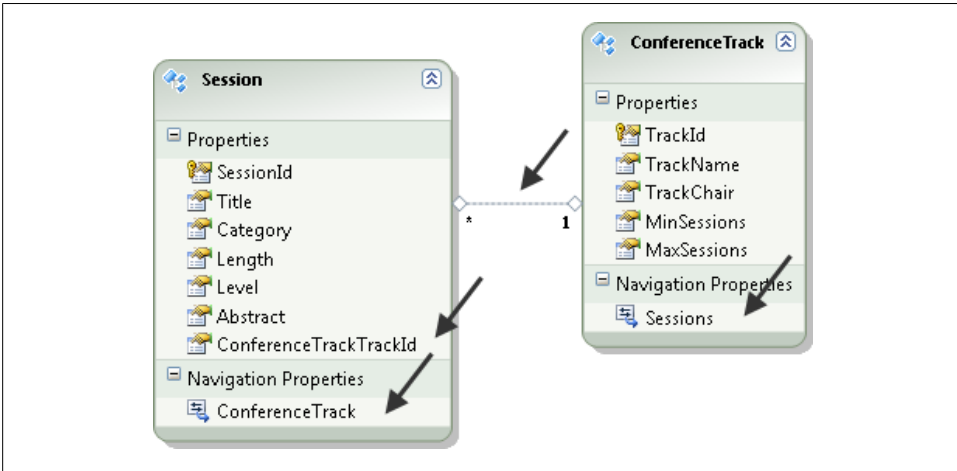 Session
Properties
SessionId
Title
Category
Length
Level
Abstract
ConferenceTrackTrackId
Navigation Properties
ConferenceTrack
*
1
ConferenceTrack
Properties
TrackId
TrackName
TrackChair
MinSessions
MaxSessions
Navigation Properties
Sessions